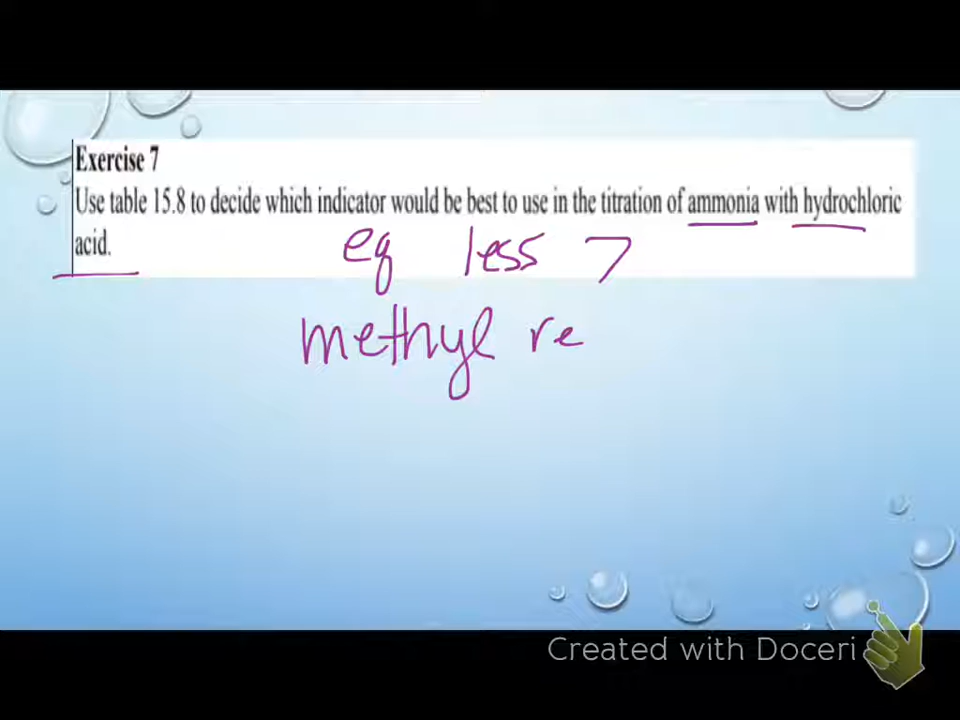 Exercise 7
Use table 15.8 to decide which indicator would be best to use in the titration of ammonia with hydrochloric
acid.
eq less 7
methyl re
Created with Doceri